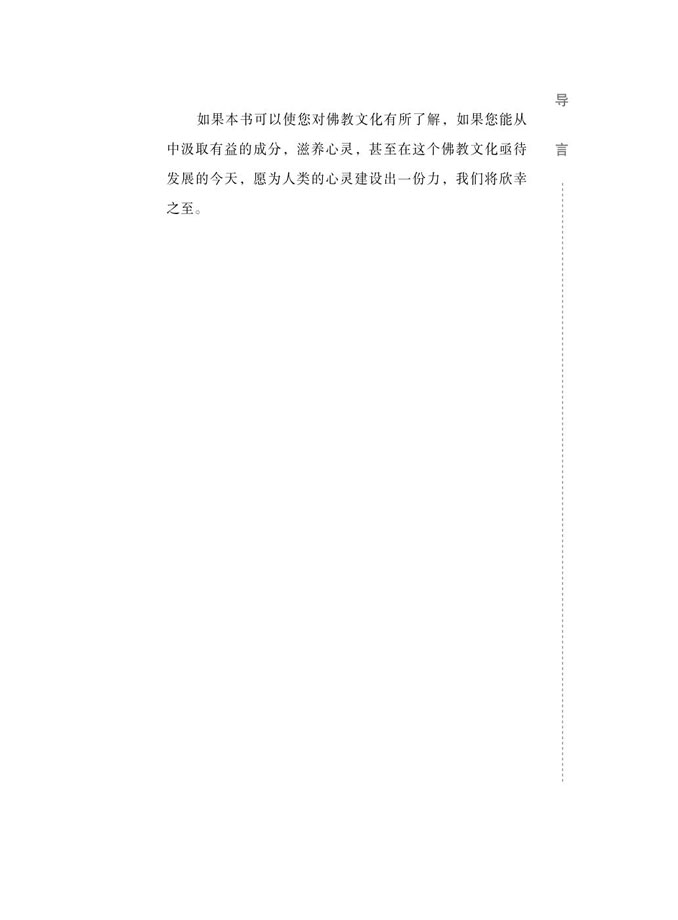 如果本书可以使您对佛教文化有所了解，如果您能从
中汲取有益的成分，滋养心灵，甚至在这个佛教文化亟待
发展的今天，愿为人类的心灵建设出一份力，我们将欣幸
之至。
导言